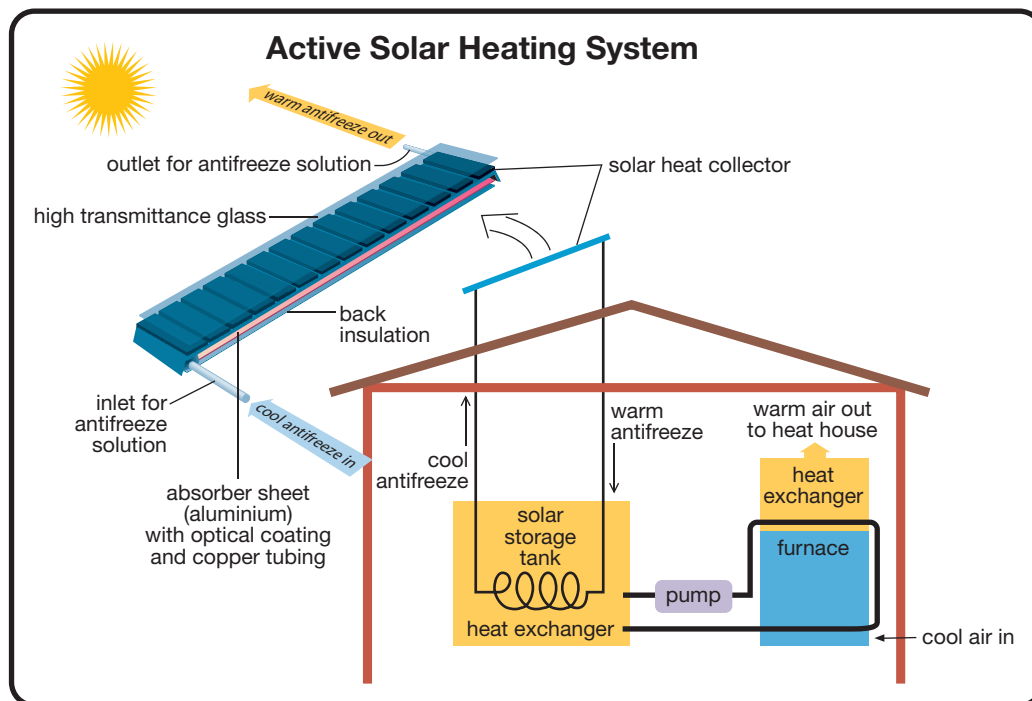 Active Solar Heating System
warm antifreeze out
outlet for antifreeze solution
solar heat collector
high transmittance glass
back
insulation
inlet for
antifreeze
solution
cool antifreeze in
absorber sheet
(aluminium)
with optical coating
and copper tubing
cool
antifreeze
warm
antifreeze
warm air out
to heat house
heat
exchanger
furnace
solar
storage
tank
pump
heat exchanger
cool air in